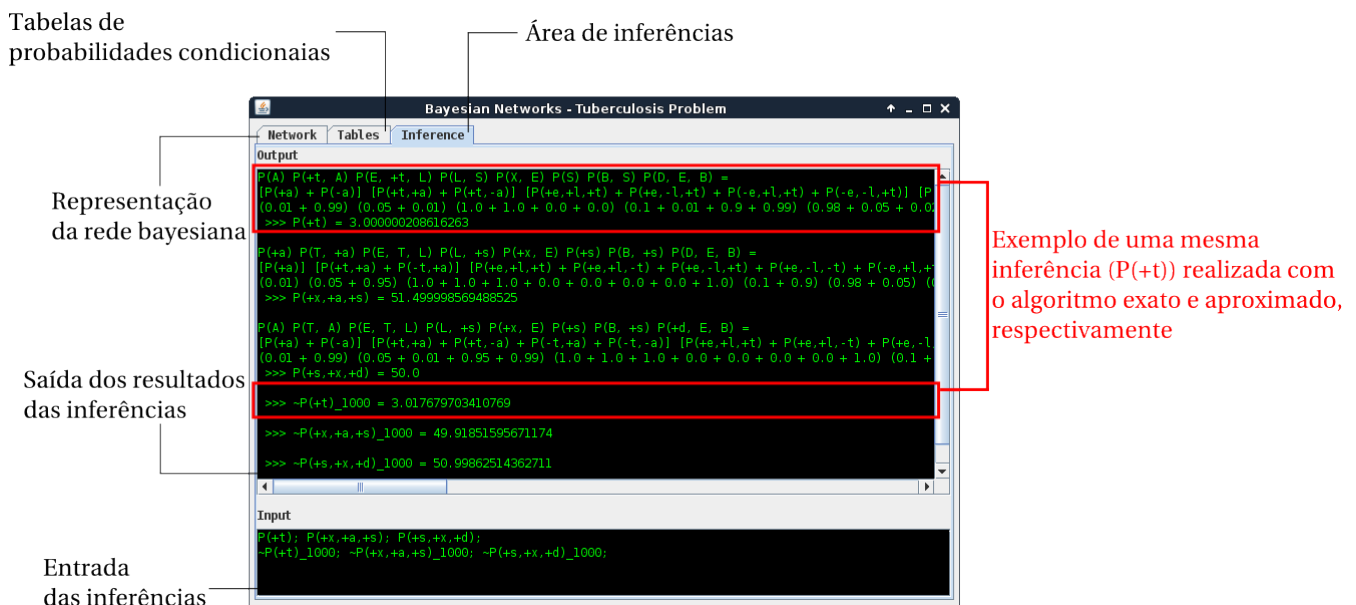 Tabelas de
probabilidades condicionaias
Área de inferências
Bayesian Networks - Tuberculosis Problem
Network Tables Inference
Output
P(A) P(+t, A) P(E, +t, L) P(L, S) P(X, E) P(S) P(B, S) P(D, E, B) =
[P(+a) + P(-a)] [P(+t,+a) + P(+t,-a)] [P(+e,+l,+t) + P(+e,-l,+t) + P(-e,+l,+t) + P(-e,-l,+t)] [P
(0.01 + 0.99) (0.05 + 0.01) (1.0 + 1.0 + 0.0 + 0.0) (0.1 + 0.01 + 0.9 + 0.99) (0.98 + 0.05 + 0.02
>>> P(+t) = 3.000000208616263
P(+a) P(T, +a) P(E, T, L) P(L, +s) P(+x, E) P(+s) P(B, +s) P(D, E, B) =
[P(+a)] [P(+t,+a) + P(-t,+a)] [P(+e,+l,+t) + P(+e,+l,-t) + P(+e,-l,+t) + P(+e,-l,-t) + P(-e,+l,+t
(0.01) (0.05 + 0.95) (1.0 + 1.0 + 1.0 + 0.0 + 0.0 + 0.0 + 0.0 + 1.0) (0.1 + 0.9) (0.98 + 0.05) (0
>>> P(+x,+a,+s) = 51.499998569488525
P(A) P(T, A) P(E, T, L) P(L, +s) P(+x, E) P(+s) P(B, +s) P(+d, E, B) =
[P(+a) + P(-a)] [P(+t,+a) + P(+t,-a) + P(-t,+a) + P(-t,-a)] [P(+e,+l,+t) + P(+e,+l,-t) + P(+e,-l,
(0.01 + 0.99) (0.05 + 0.01 + 0.95 + 0.99) (1.0 + 1.0 + 1.0 + 0.0 + 0.0 + 0.0 + 0.0 + 1.0) (0.1 +
>>> P(+s,+x,+d) = 50.0
>>> ~P(+t)_1000 = 3.017679703410769
>>> ~P(+x,+a,+s)_1000 = 49.91851595671174
>>> ~P(+s,+x,+d)_1000 = 50.99862514362711
Input
P(+t); P(+x,+a,+s); P(+s,+x,+d);
~P(+t)_1000; ~P(+x,+a,+s)_1000; ~P(+s,+x,+d)_1000;
Representação
da rede bayesiana
Saída dos resultados
das inferências
Entrada
das inferências
Exemplo de uma mesma
inferência (P(+t)) realizada com
o algoritmo exato e aproximado,
respectivamente